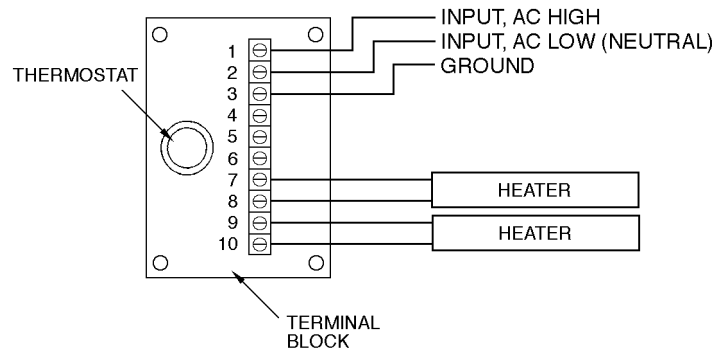 INPUT, AC HIGH
INPUT, AC LOW (NEUTRAL)
GROUND
THERMOSTAT
1
2
3
4
5
6
7
8
9
10
HEATER
HEATER
TERMINAL
BLOCK